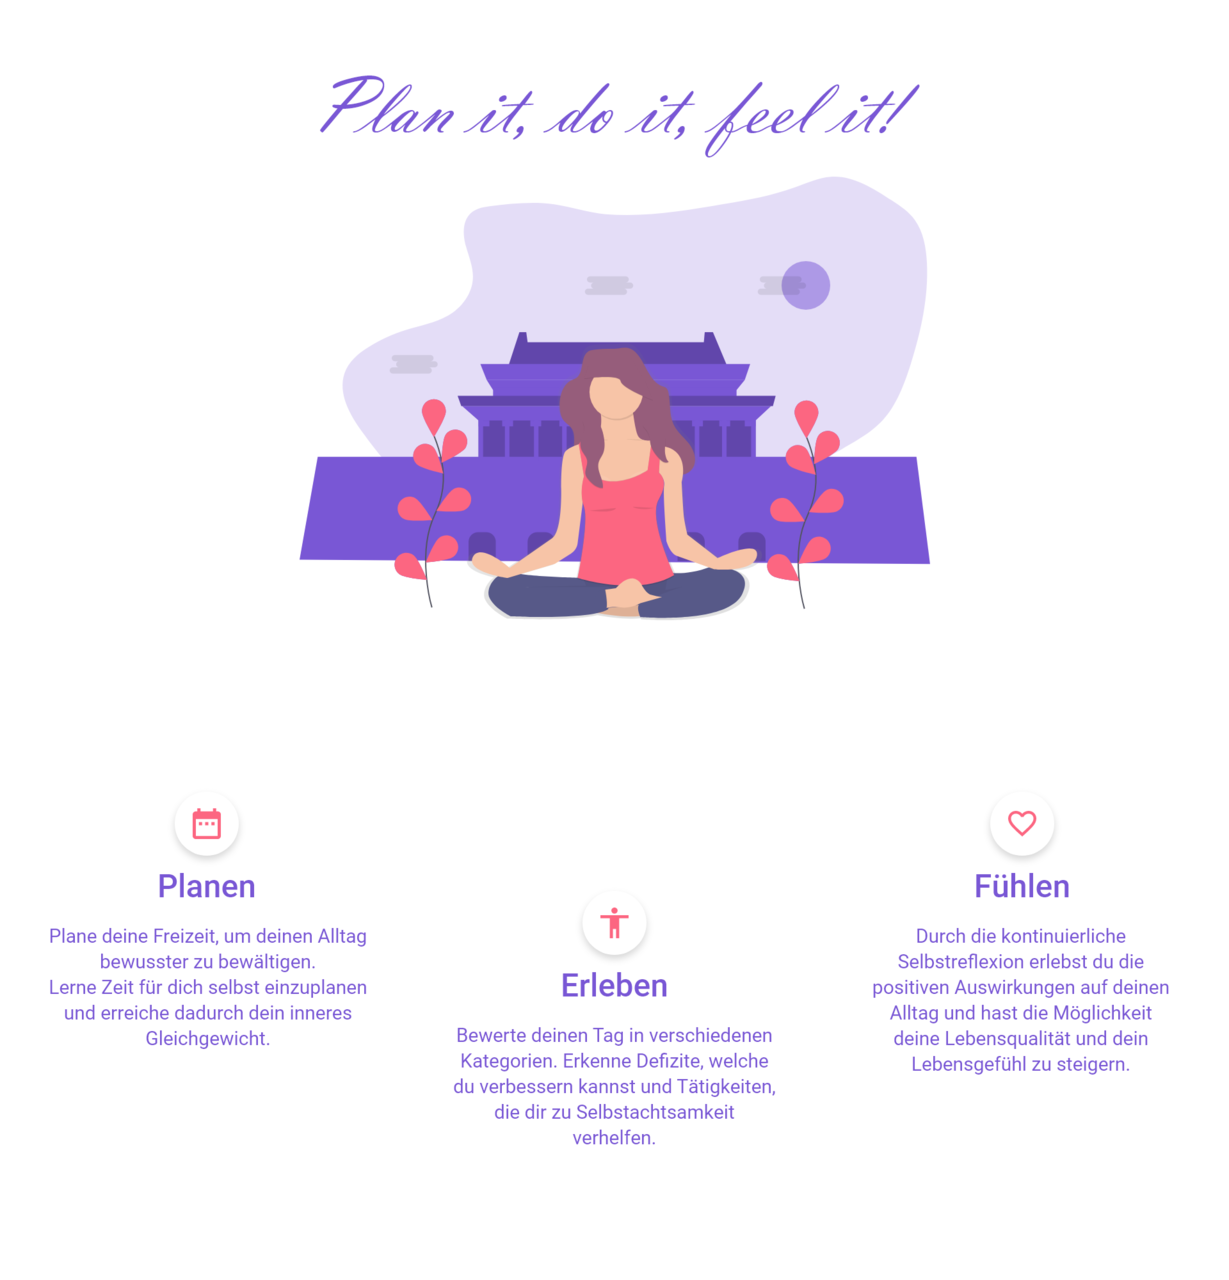 Plan it, do it, feel it!
Planen
Plane deine Freizeit, um deinen Alltag
bewusster zu bewältigen.
Lerne Zeit für dich selbst einzuplanen
und erreiche dadurch dein inneres
Gleichgewicht.
Erleben
Bewerte deinen Tag in verschiedenen
Kategorien. Erkenne Defizite, welche
du verbessern kannst und Tätigkeiten,
die dir zu Selbstachtsamkeit
verhelfen.
Fühlen
Durch die kontinuierliche
Selbstreflexion erlebst du die
positiven Auswirkungen auf deinen
Alltag und hast die Möglichkeit
deine Lebensqualität und dein
Lebensgefühl zu steigern.